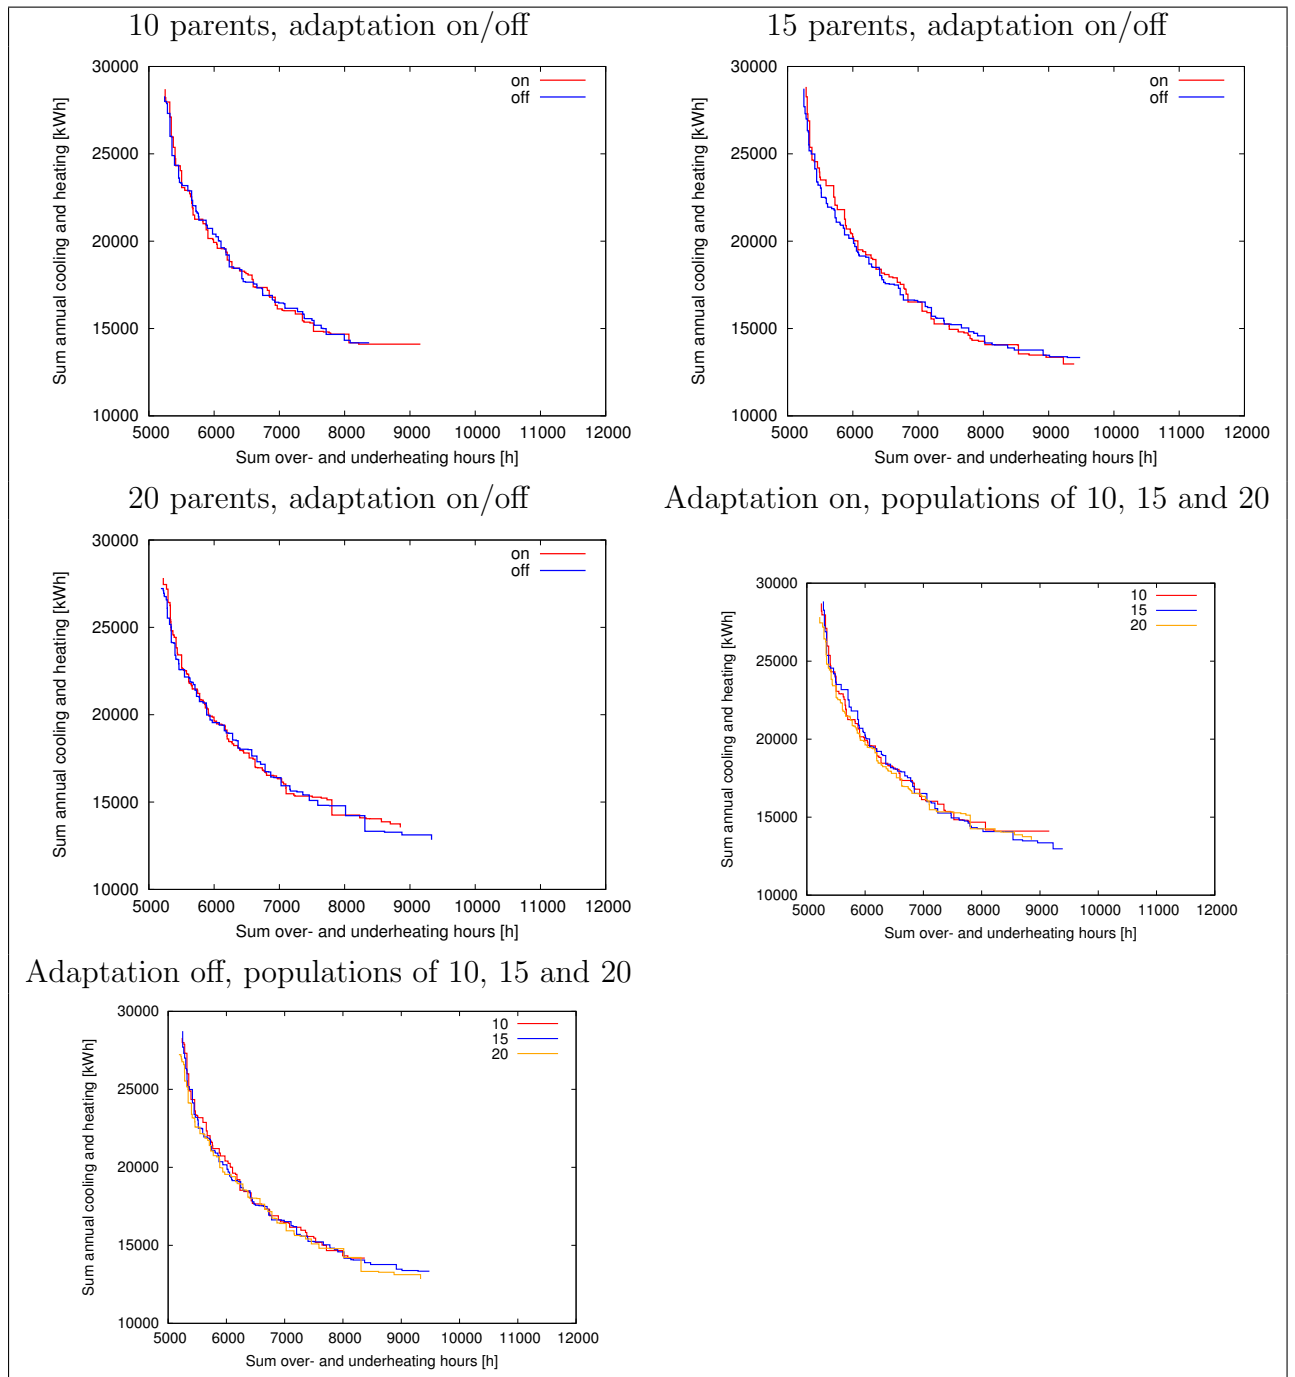 10 parents, adaptation on/off
30000
25000
20000
15000
10000
5000 6000 7000 8000 9000 10000 11000 12000
Sum annual cooling and heating [kWh]
Sum over- and underheating hours [h]
on
off
15 parents, adaptation on/off
30000
25000
20000
15000
10000
5000 6000 7000 8000 9000 10000 11000 12000
Sum annual cooling and heating [kWh]
Sum over- and underheating hours [h]
on
off
20 parents, adaptation on/off
30000
25000
20000
15000
10000
5000 6000 7000 8000 9000 10000 11000 12000
Sum annual cooling and heating [kWh]
Sum over- and underheating hours [h]
on
off
Adaptation on, populations of 10, 15 and 20
30000
25000
20000
15000
10000
5000 6000 7000 8000 9000 10000 11000 12000
Sum annual cooling and heating [kWh]
Sum over- and underheating hours [h]
10
15
20
Adaptation off, populations of 10, 15 and 20
30000
25000
20000
15000
10000
5000 6000 7000 8000 9000 10000 11000 12000
Sum annual cooling and heating [kWh]
Sum over- and underheating hours [h]
10
15
20